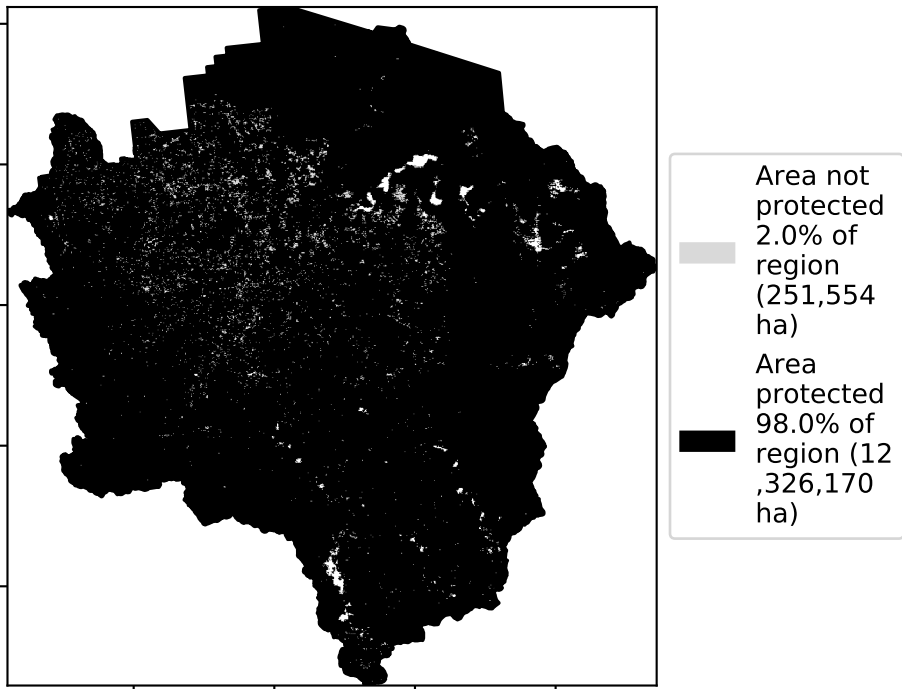 Area not
protected
2.0% of
region
(251,554
ha)
Area
protected
98.0% of
region (12
,326,170
ha)